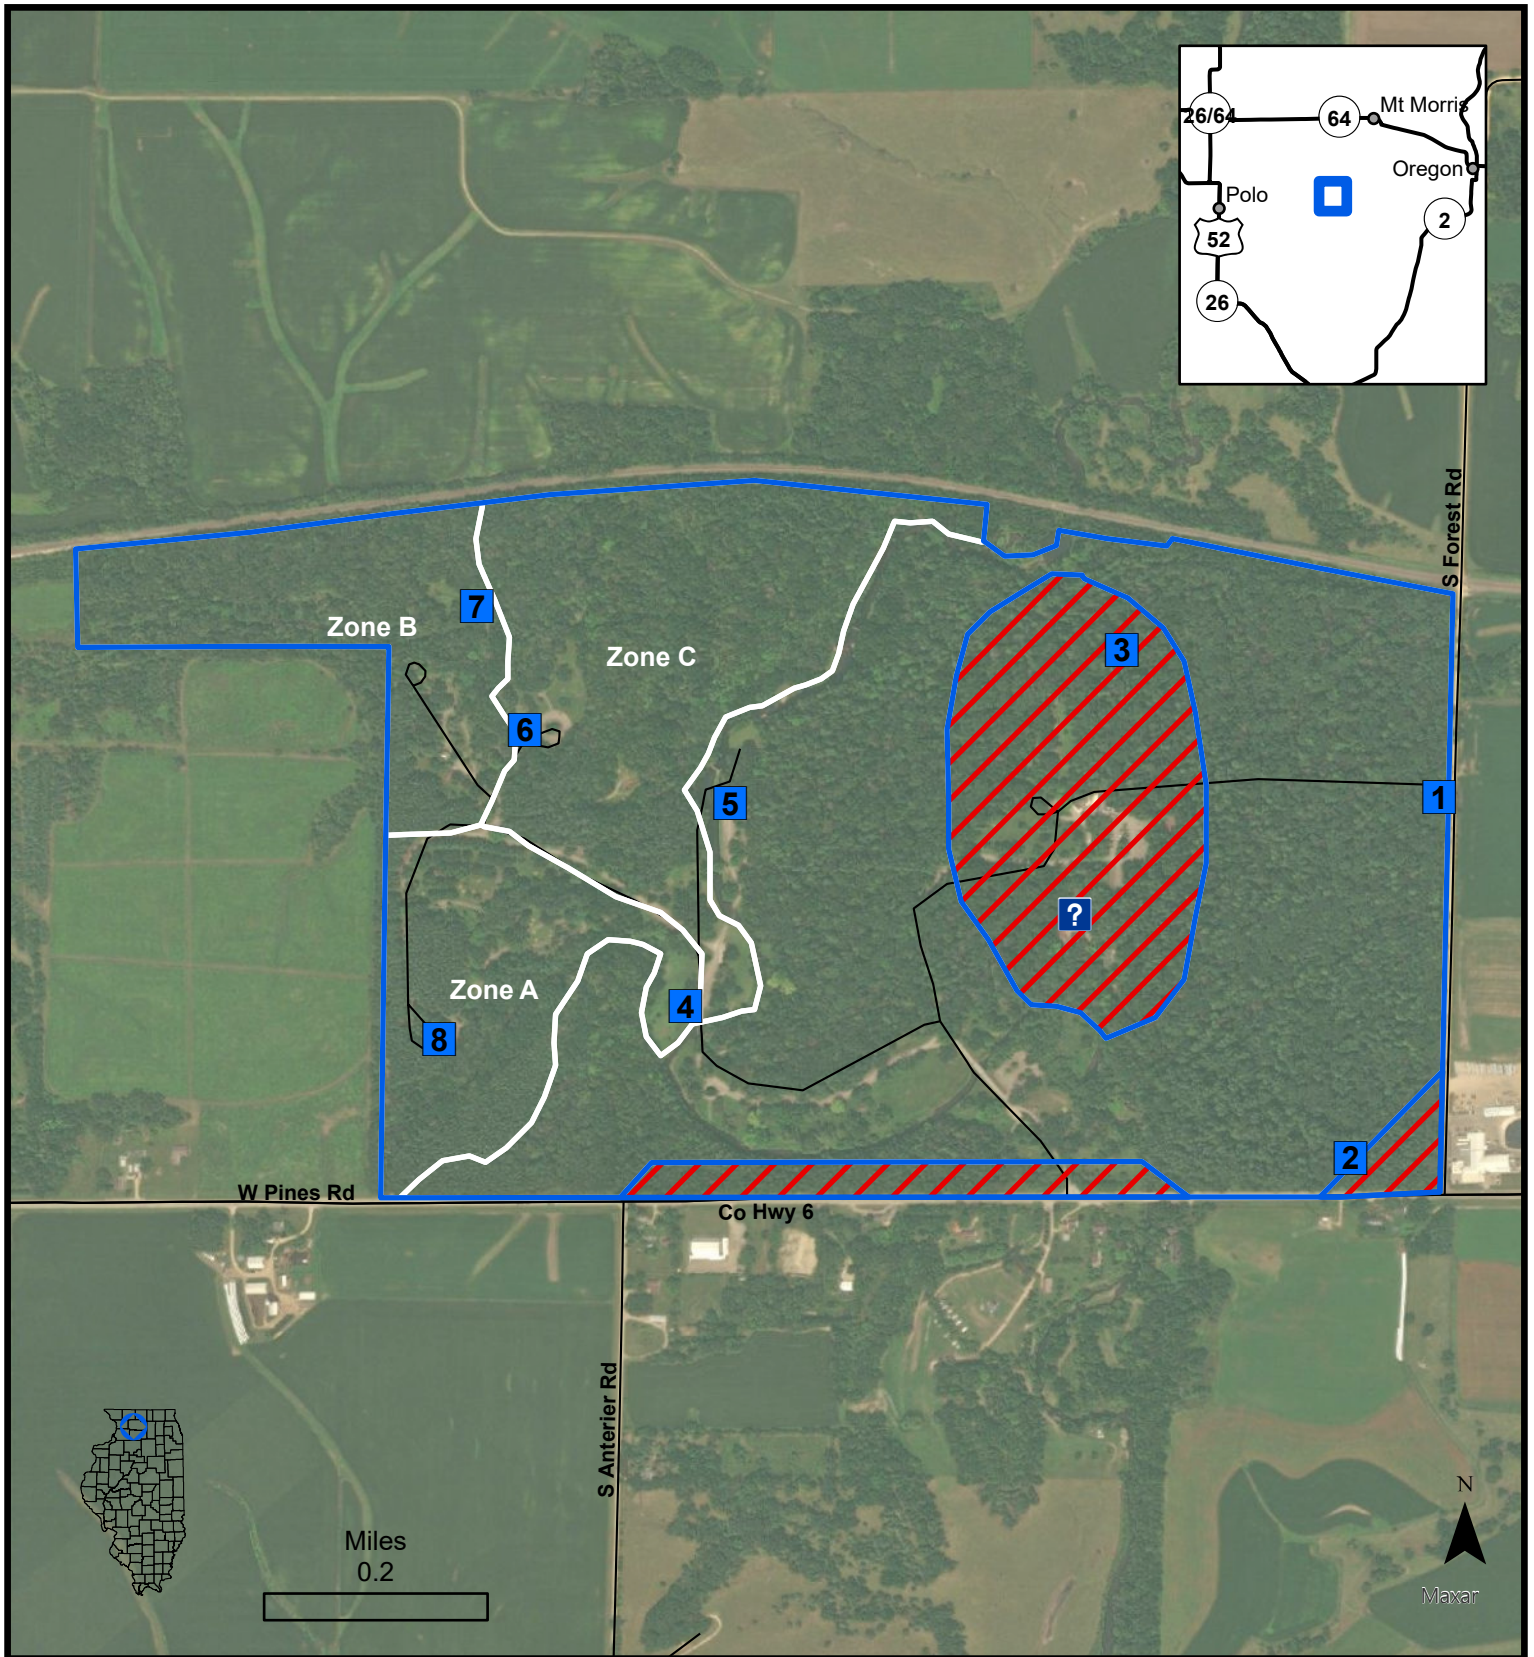 26/64
64
Mt Morris
Oregon
Polo
52
2
26
S Forest Rd
7
Zone B
3
Zone C
6
1
5
?
Zone A
4
8
2
W Pines Rd
Co Hwy 6
S Anterier Rd
N
Miles
0.2
Maxar